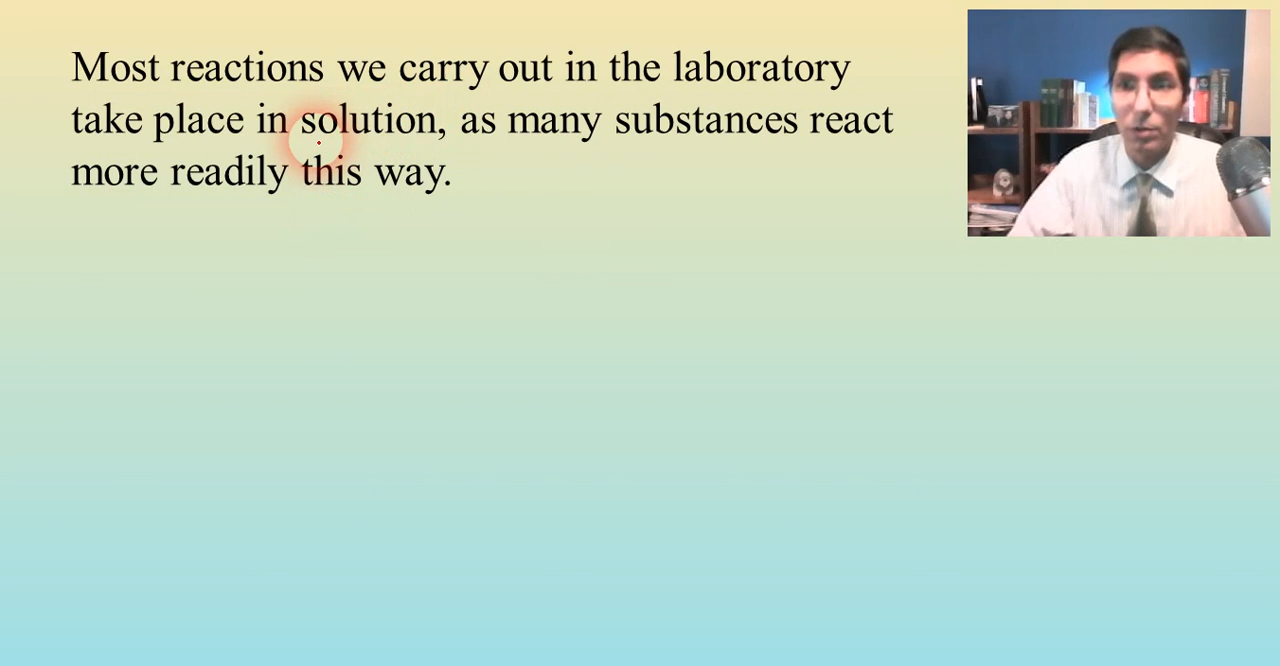 Most reactions we carry out in the laboratory
take place in solution, as many substances react
more readily this way.